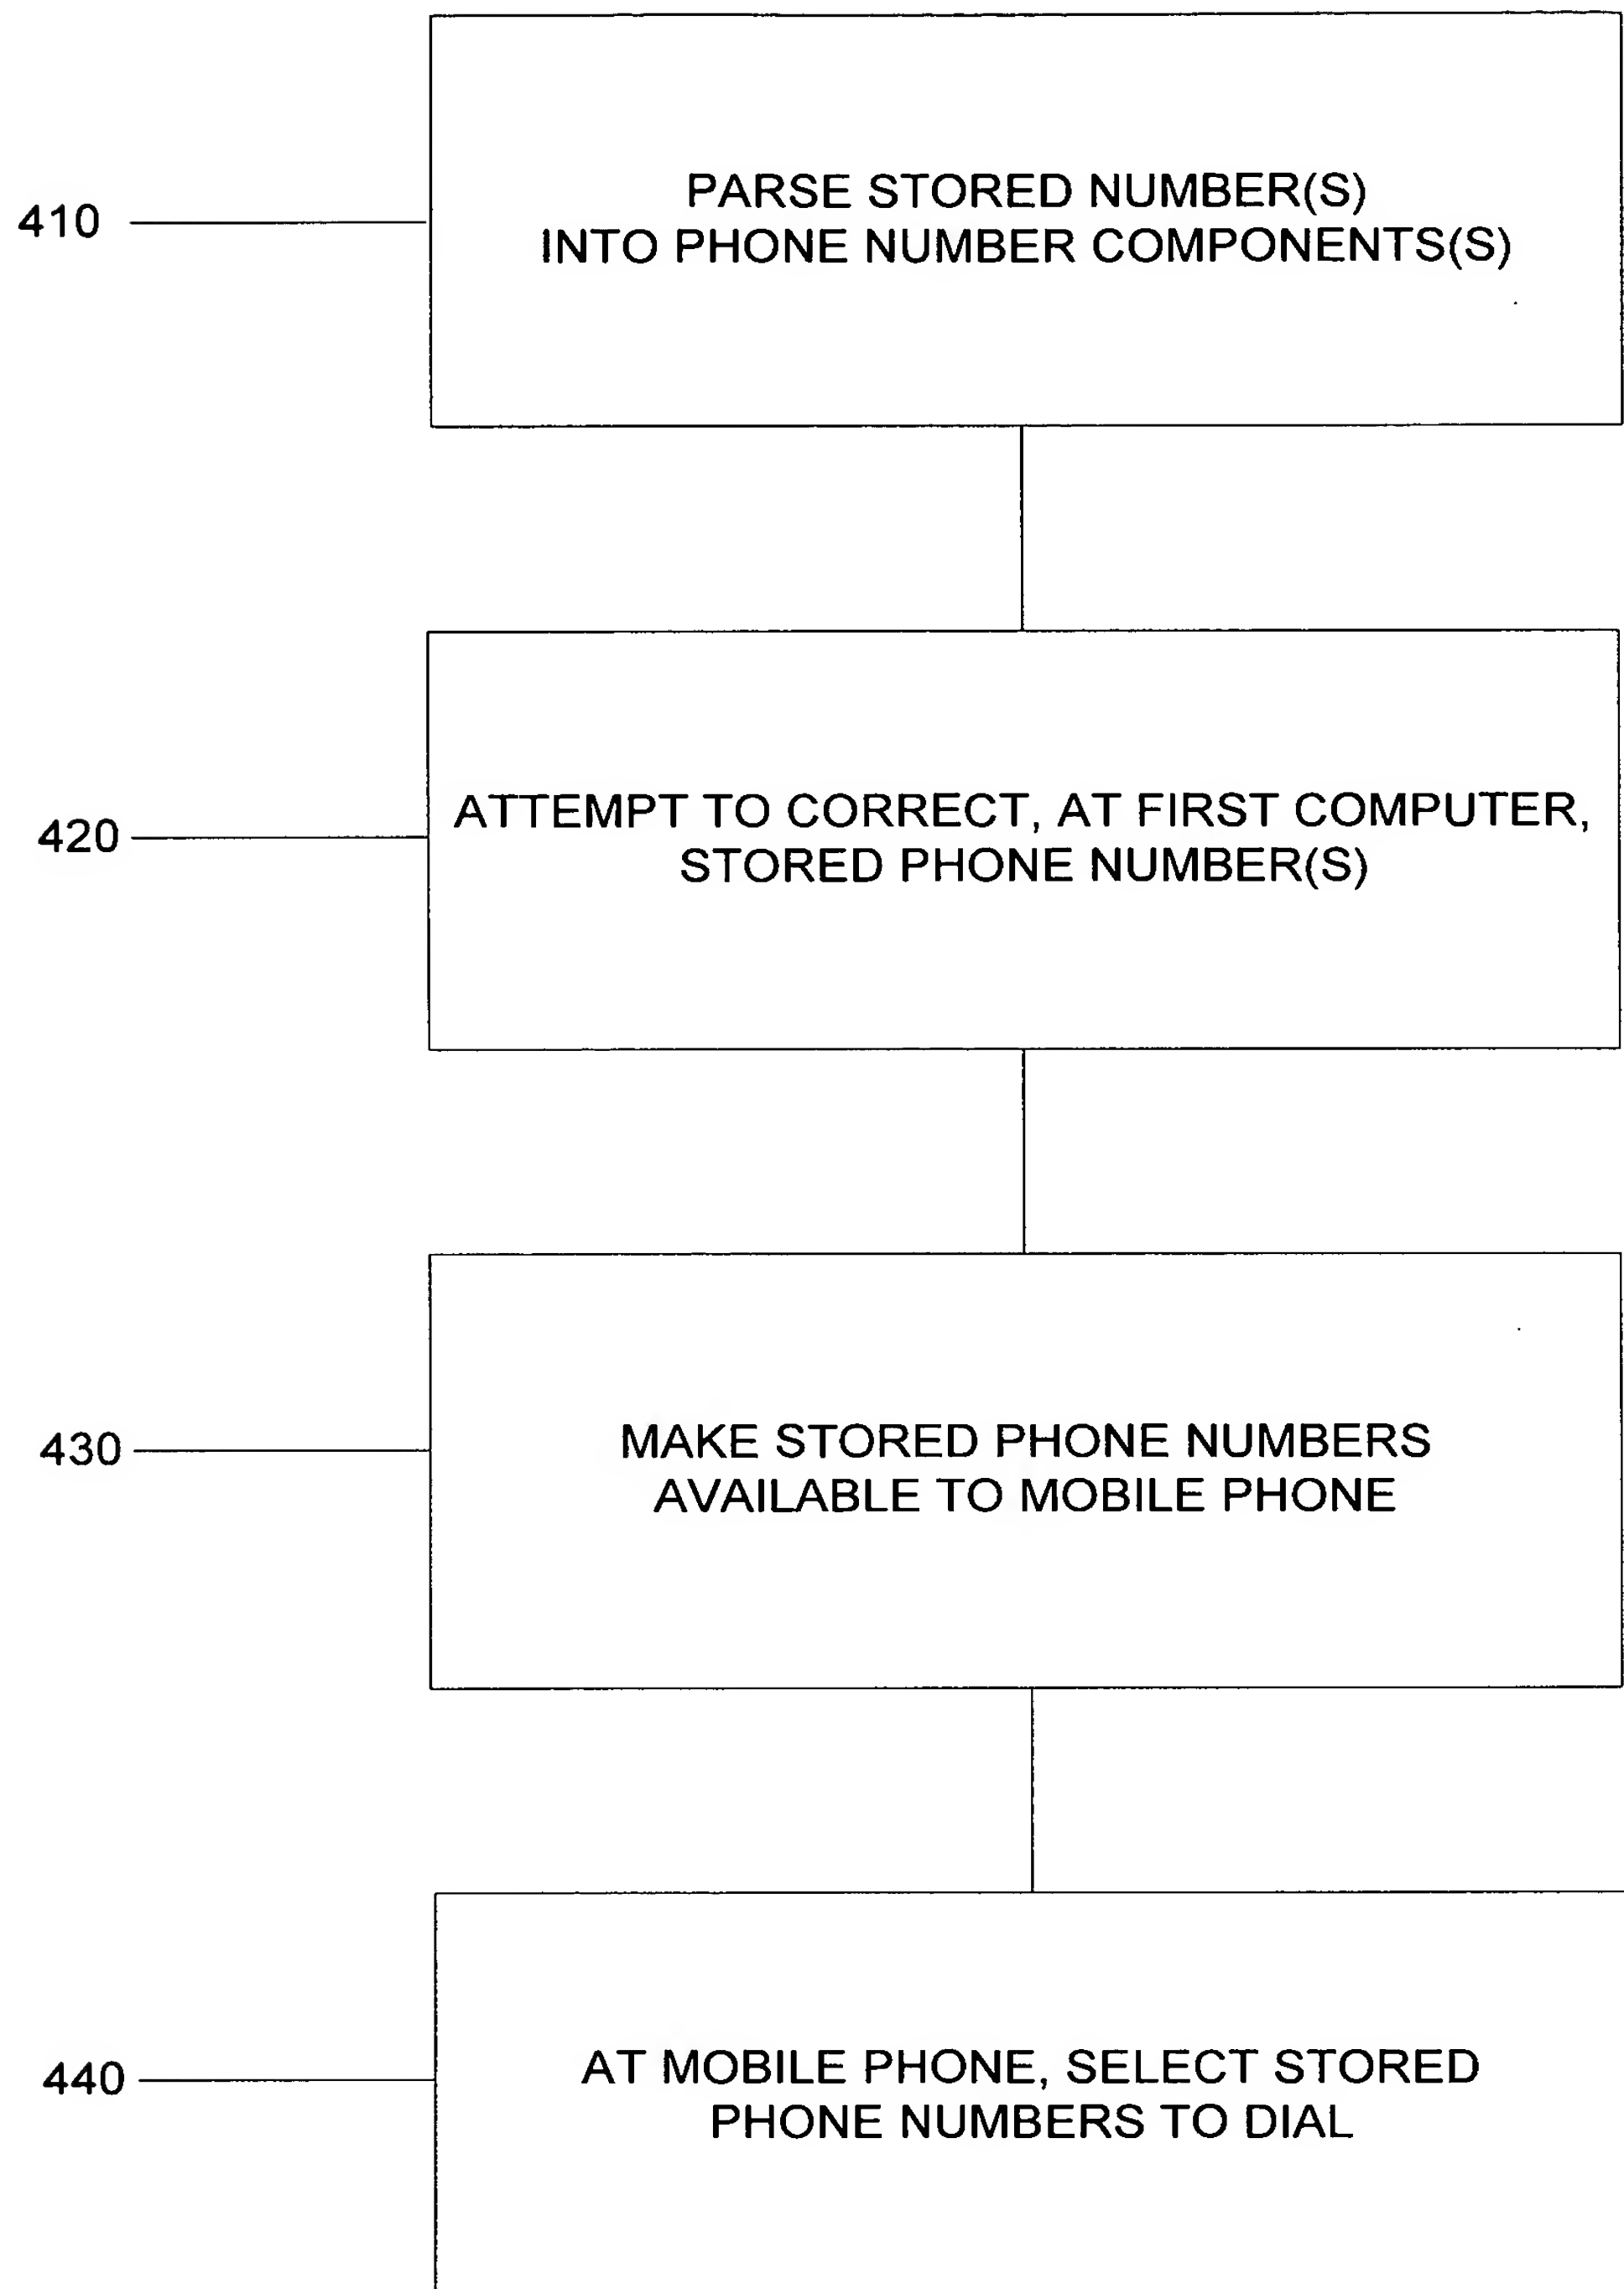 410
PARSE STORED NUMBER(S)
INTO PHONE NUMBER COMPONENTS(S)
420
ATTEMPT TO CORRECT, AT FIRST COMPUTER,
STORED PHONE NUMBER(S)
430
MAKE STORED PHONE NUMBERS
AVAILABLE TO MOBILE PHONE
440
AT MOBILE PHONE, SELECT STORED
PHONE NUMBERS TO DIAL